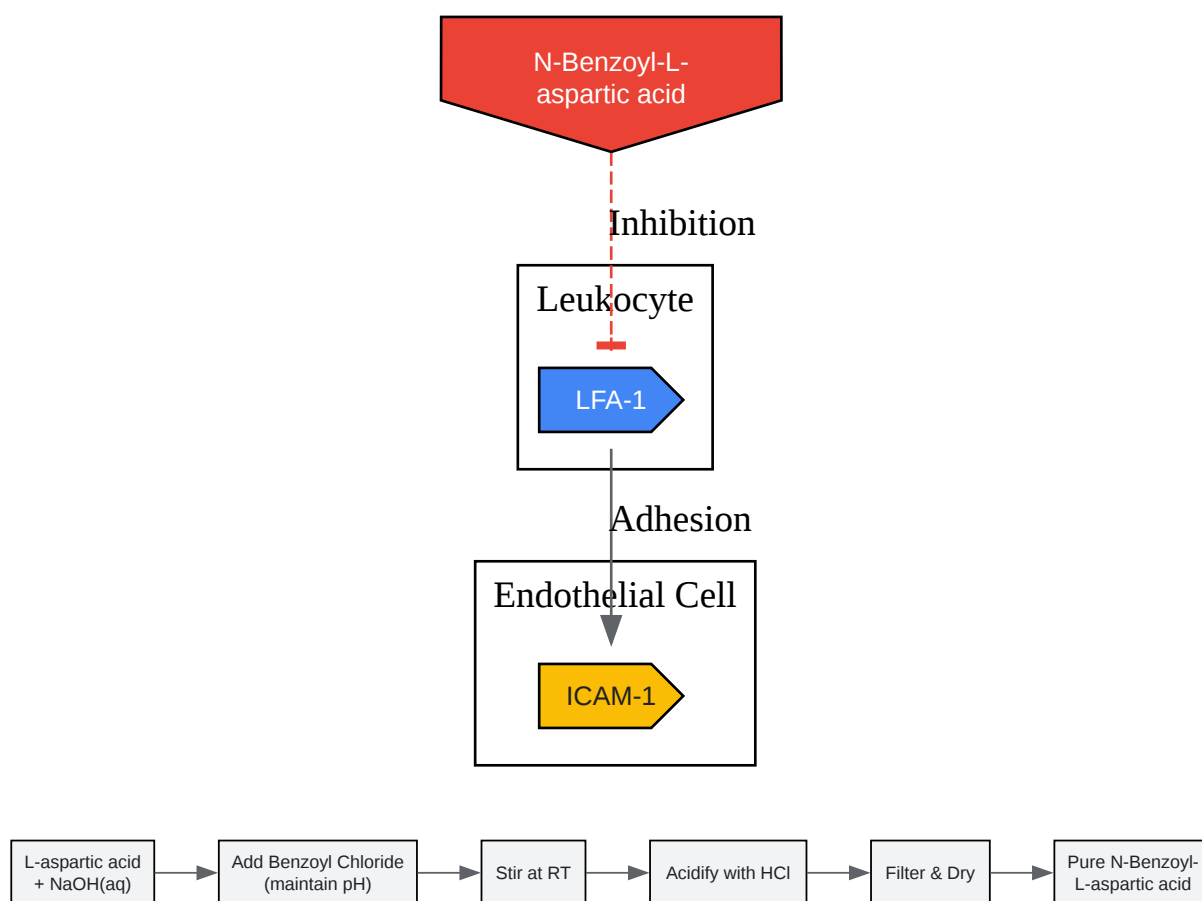 N-Benzoyl-L-
aspartic acid
Inhibition
Leukocyte
LFA-1
Adhesion
Endothelial Cell
ICAM-1
L-aspartic acid
+ NaOH(aq)
Add Benzoyl Chloride
(maintain pH)
Stir at RT
Acidify with HCl
Filter & Dry
Pure N-Benzoyl-
L-aspartic acid